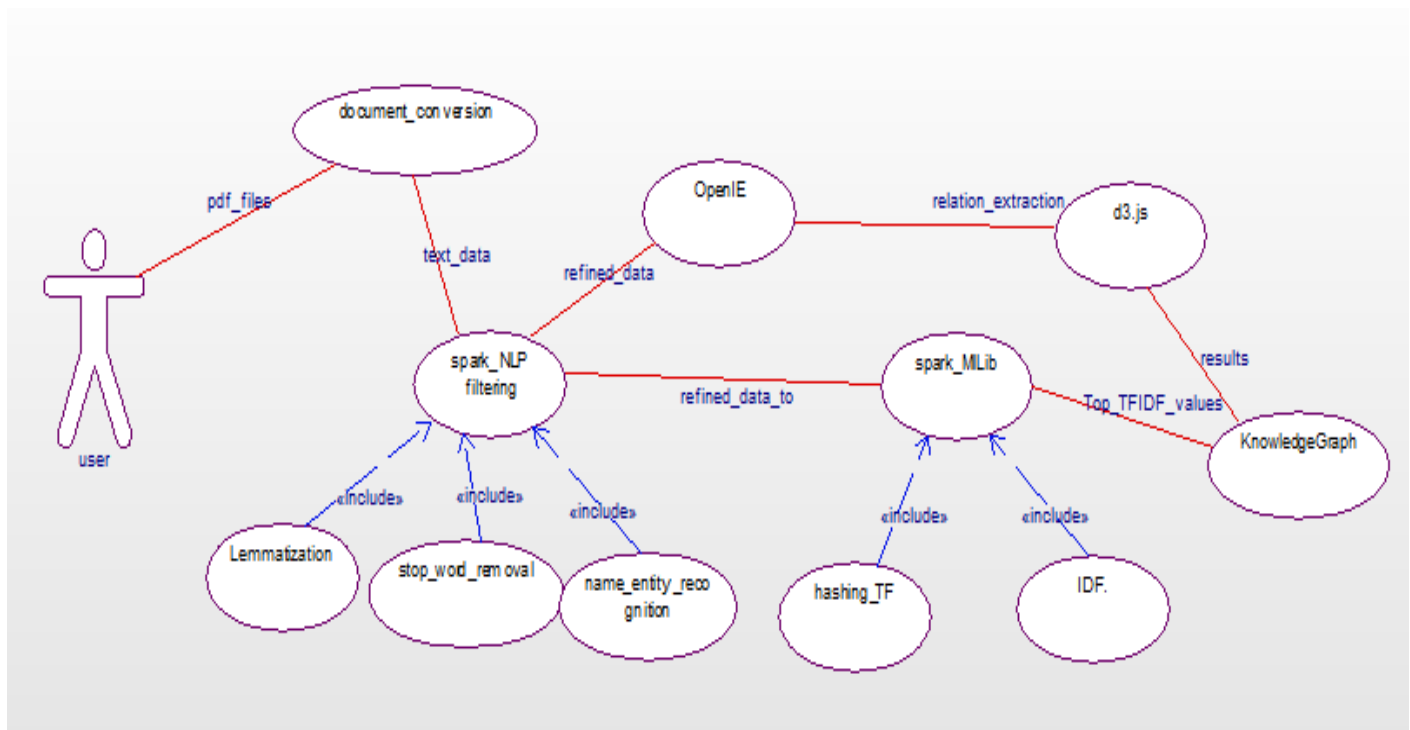 document_conversion
pdf_files
OpenIE
relation_extraction
d3.js
text_data
refined_data
user
spark_NLP
filtering
refined_data_to
spark_MlLib
Top_TFIDF_values
results
KnowledgeGraph
«include»
«include»
«include»
«include»
«include»
Lemmatization
stop_word_removal
name_entity_reco
gnition
hashing_TF
IDF.